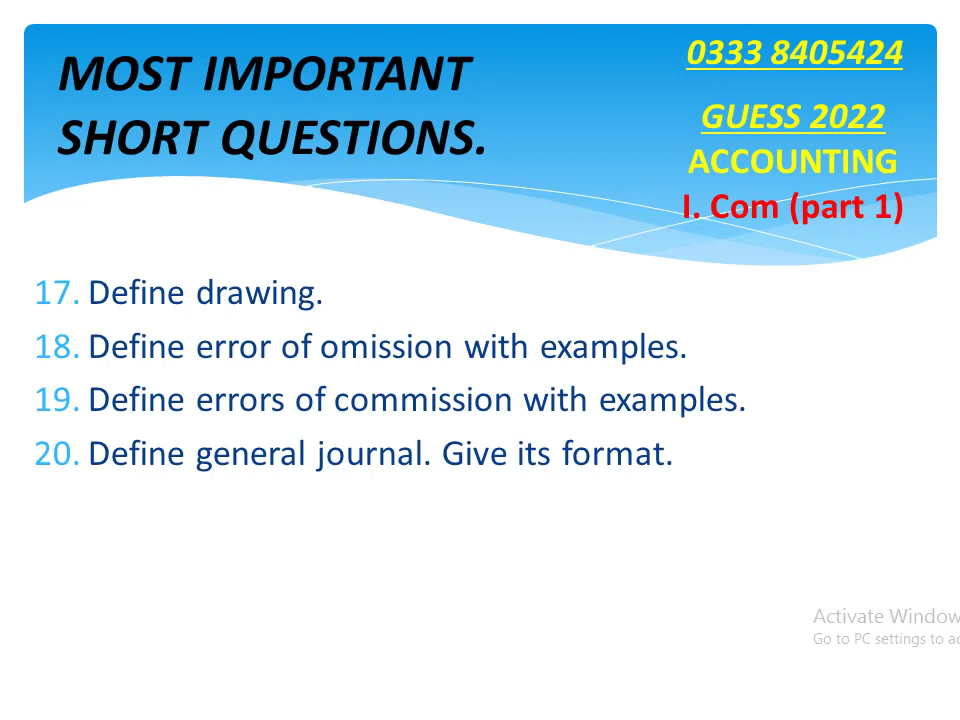 MOST IMPORTANT
SHORT QUESTIONS.
0333 8405424
GUESS 2022
ACCOUNTING
I. Com (part 1)
17. Define drawing.
18. Define error of omission with examples.
19. Define errors of commission with examples.
20. Define general journal. Give its format.
Activate Window
Go to PC settings to ac